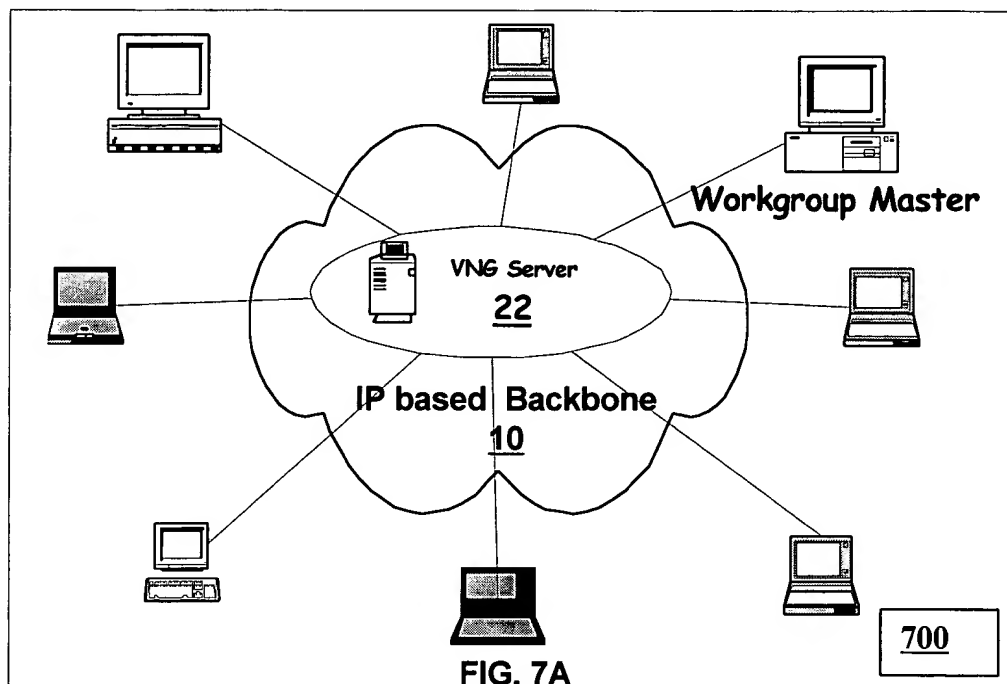 Workgroup Master
VNG Server
22
IP based Backbone
10
700
FIG. 7A